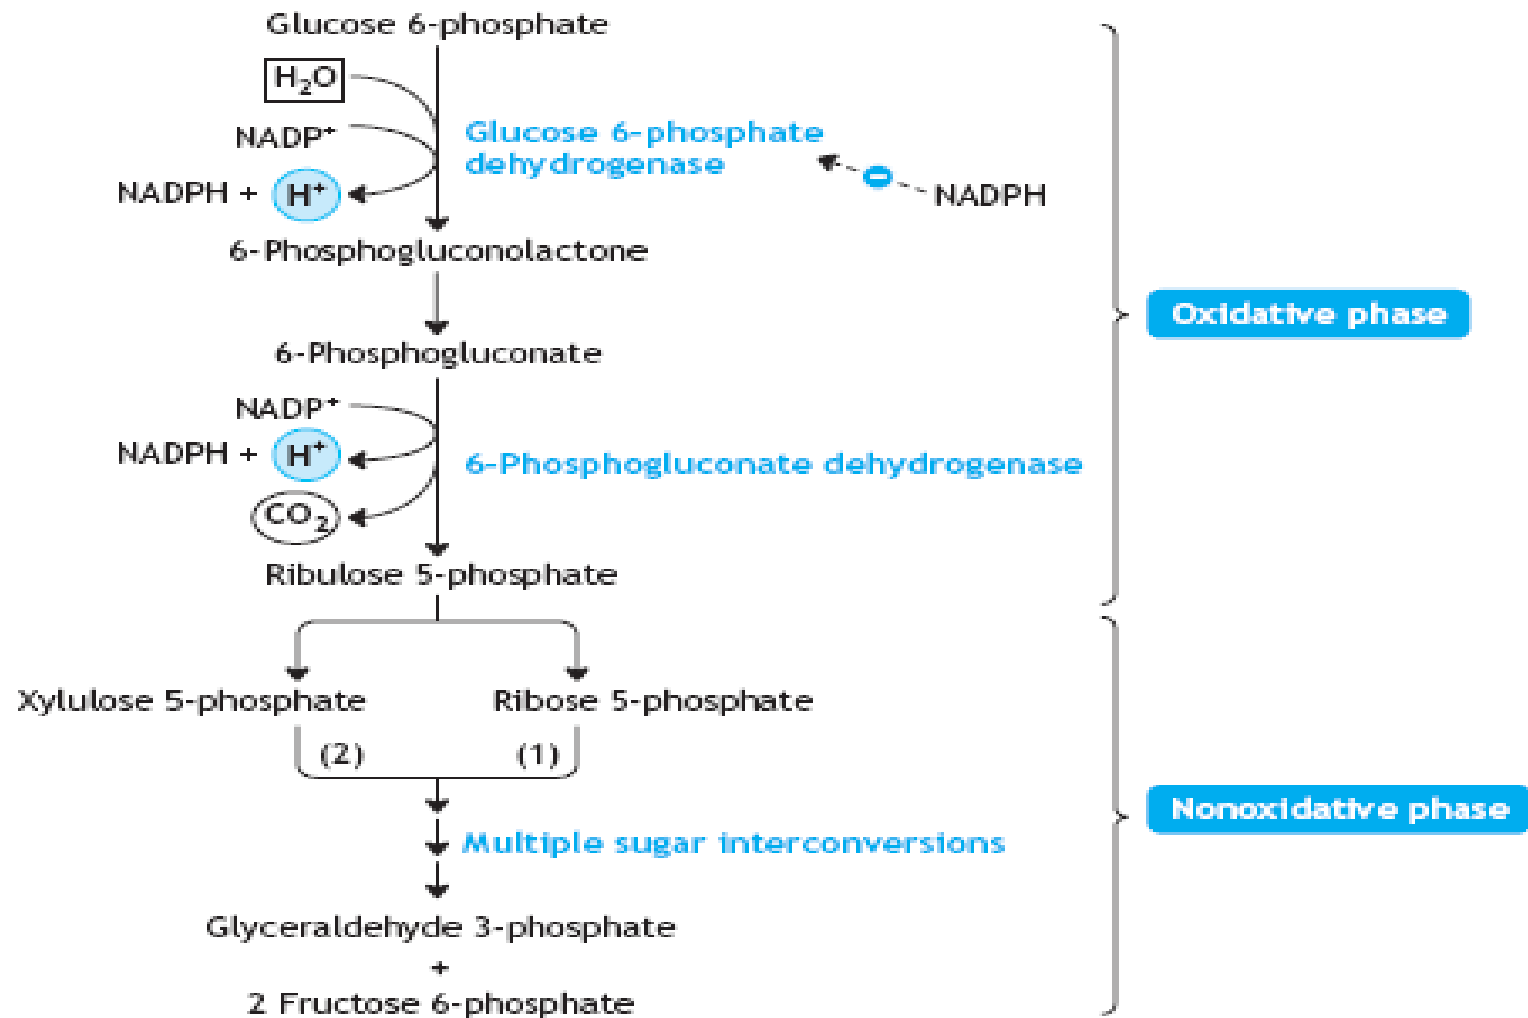 Glucose 6-phosphate
H₂O
NADP⁺
Glucose 6-phosphate
dehydrogenase
NADPH + H⁺
NADPH
6-Phosphogluconolactone
Oxidative phase
6-Phosphogluconate
NADP⁺
NADPH + H⁺
6-Phosphogluconate dehydrogenase
CO₂
Ribulose 5-phosphate
Xylulose 5-phosphate
Ribose 5-phosphate
(2)
(1)
Nonoxidative phase
Multiple sugar interconversions
Glyceraldehyde 3-phosphate
+
2 Fructose 6-phosphate